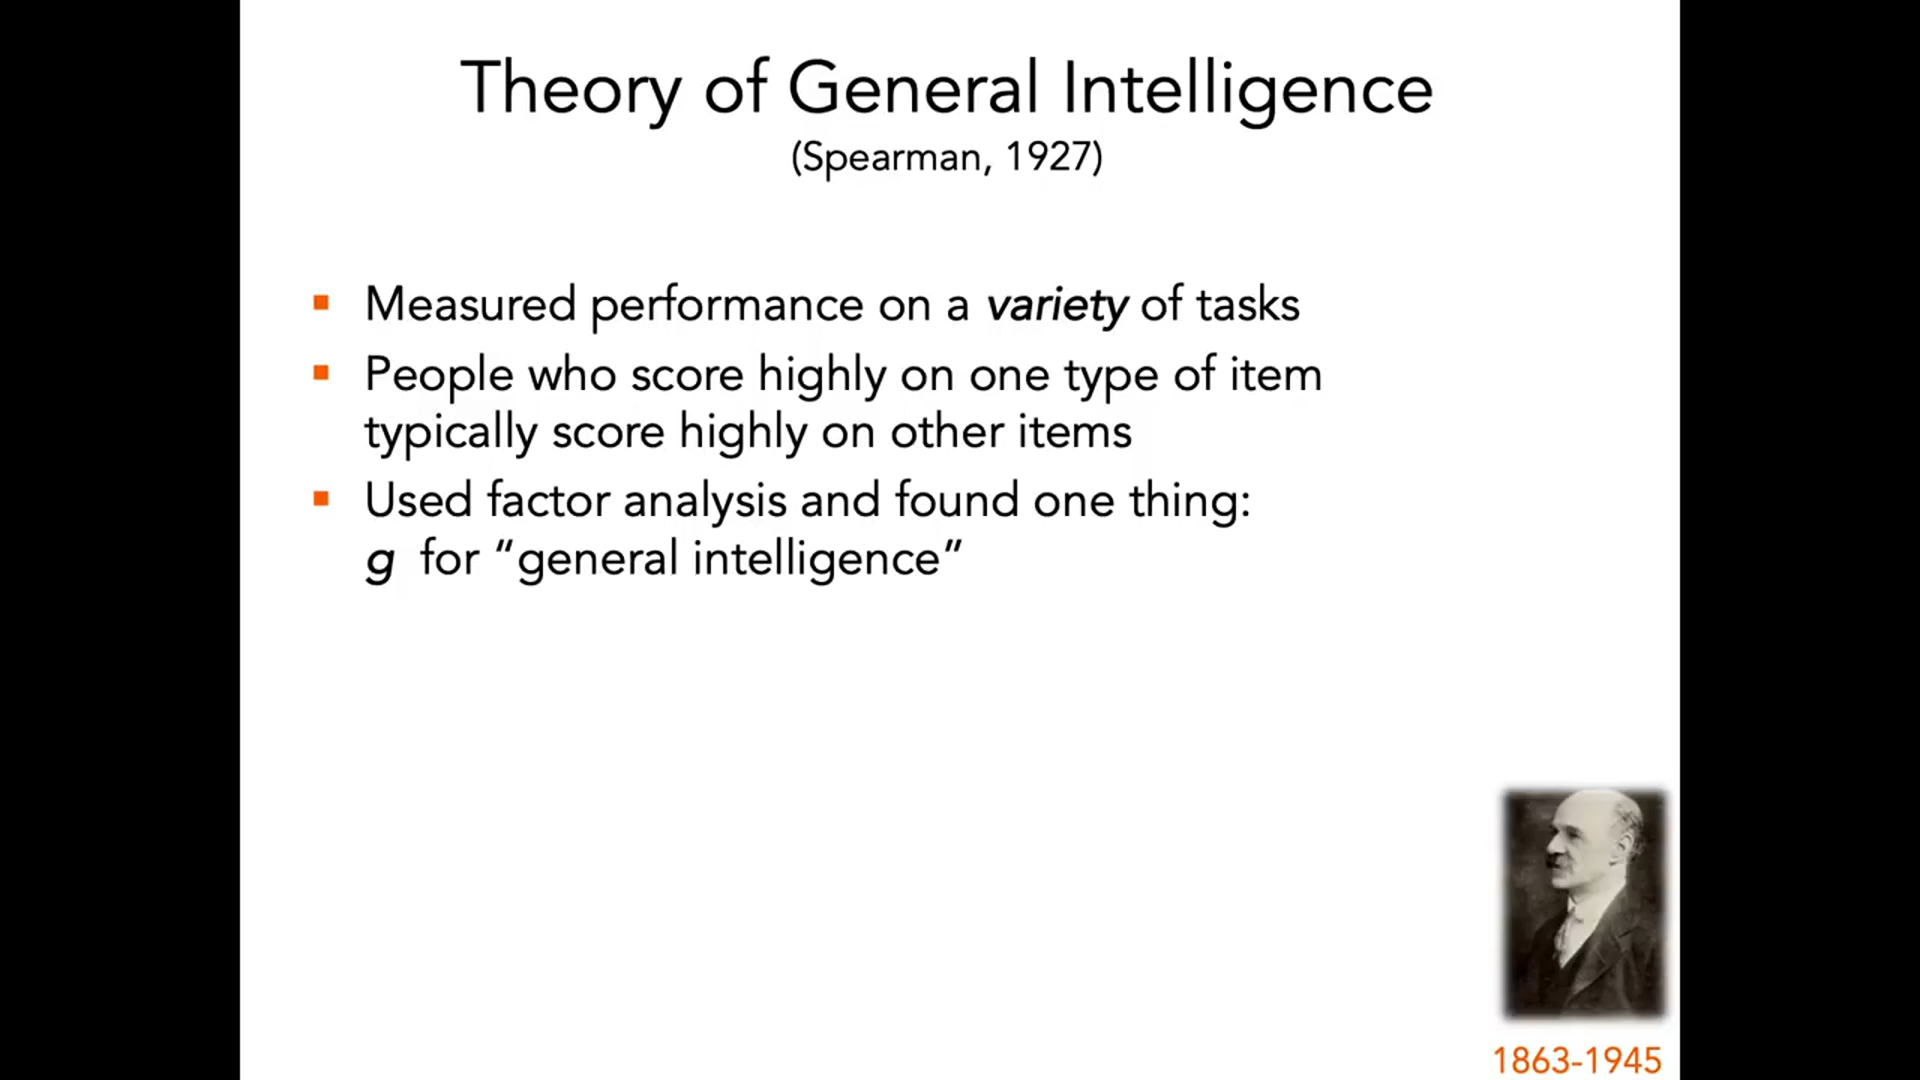 Theory of General Intelligence
(Spearman, 1927)
▪ Measured performance on a variety of tasks
▪ People who score highly on one type of item
typically score highly on other items
▪ Used factor analysis and found one thing:
g for “general intelligence”
1863-1945